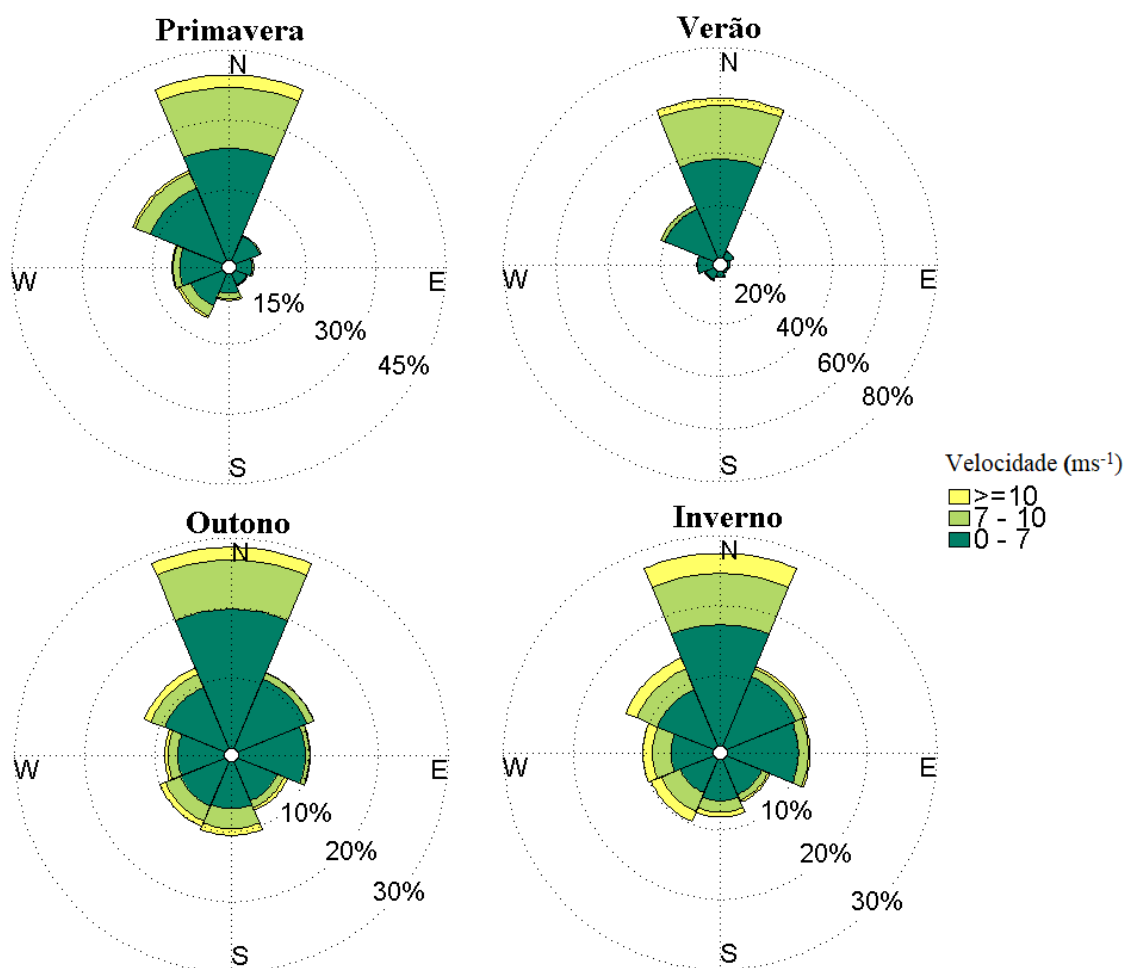 Primavera
N
W
E
S
15%
30%
45%
Verão
N
W
E
S
20%
40%
60%
80%
Velocidade (ms⁻¹)
>=10
7 - 10
0 - 7
Outono
N
W
E
S
10%
20%
30%
Inverno
N
W
E
S
10%
20%
30%